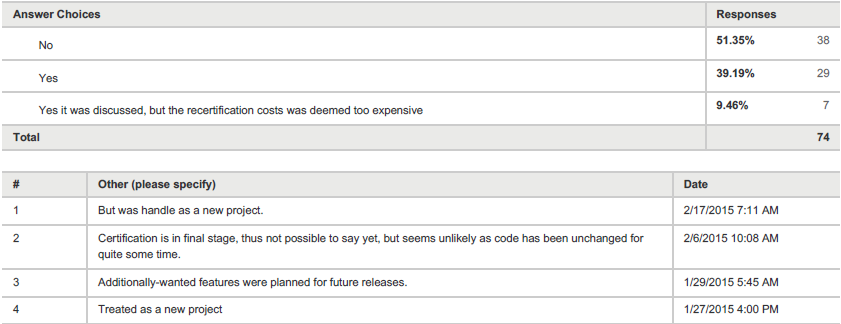 Answer Choices Responses
No 51.35% 38
Yes 39.19% 29
Yes it was discussed, but the recertification costs was deemed too expensive 9.46% 7
Total 74
# Other (please specify) Date
1 But was handle as a new project. 2/17/2015 7:11 AM
2 Certification is in final stage, thus not possible to say yet, but seems unlikely as code has been unchanged for 2/6/2015 10:08 AM
quite some time.
3 Additionally-wanted features were planned for future releases. 1/29/2015 5:45 AM
4 Treated as a new project 1/27/2015 4:00 PM